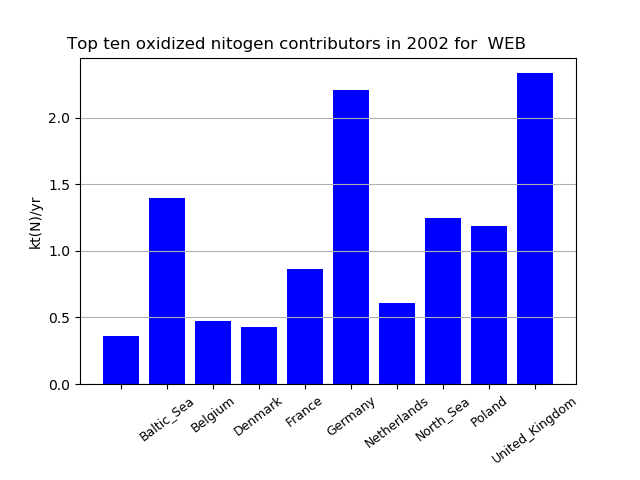 Top ten oxidized nitogen contributors in 2002 for  WEB
kt(N)/yr
2.0
1.5
1.0
0.5
0.0
Baltic_Sea
Belgium
Denmark
France
Germany
Netherlands
North_Sea
Poland
United_Kingdom